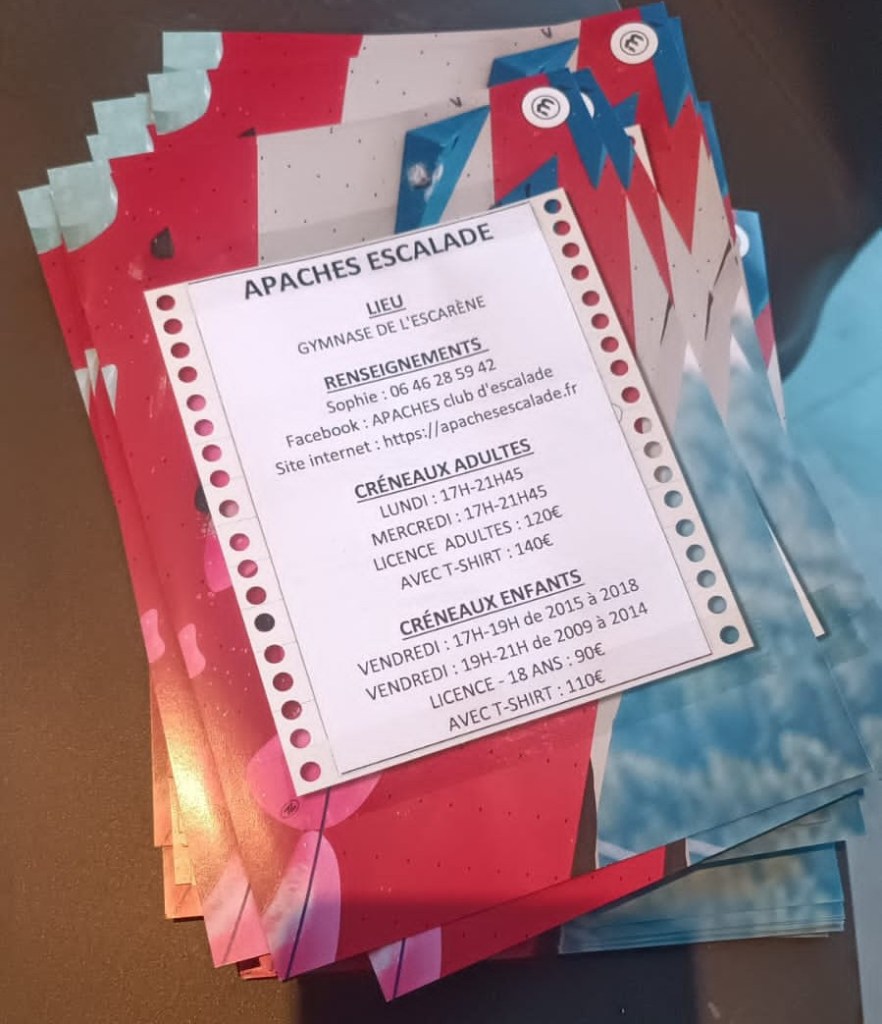 APACHES ESCALADE
LIEU
GYMNASE DE L'ESCARÈNE
RENSEIGNEMENTS
Sophie : 06 46 28 59 42
Facebook : APACHES club d'escalade
Site internet : https://apachesescalade.fr
CRÉNEAUX ADULTES
LUNDI : 17H-21H45
MERCREDI : 17H-21H45
LICENCE ADULTES : 120€
AVEC T-SHIRT : 140€
CRÉNEAUX ENFANTS
VENDREDI : 17H-19H de 2015 à 2018
VENDREDI : 19H-21H de 2009 à 2014
LICENCE - 18 ANS : 90€
AVEC T-SHIRT : 110€